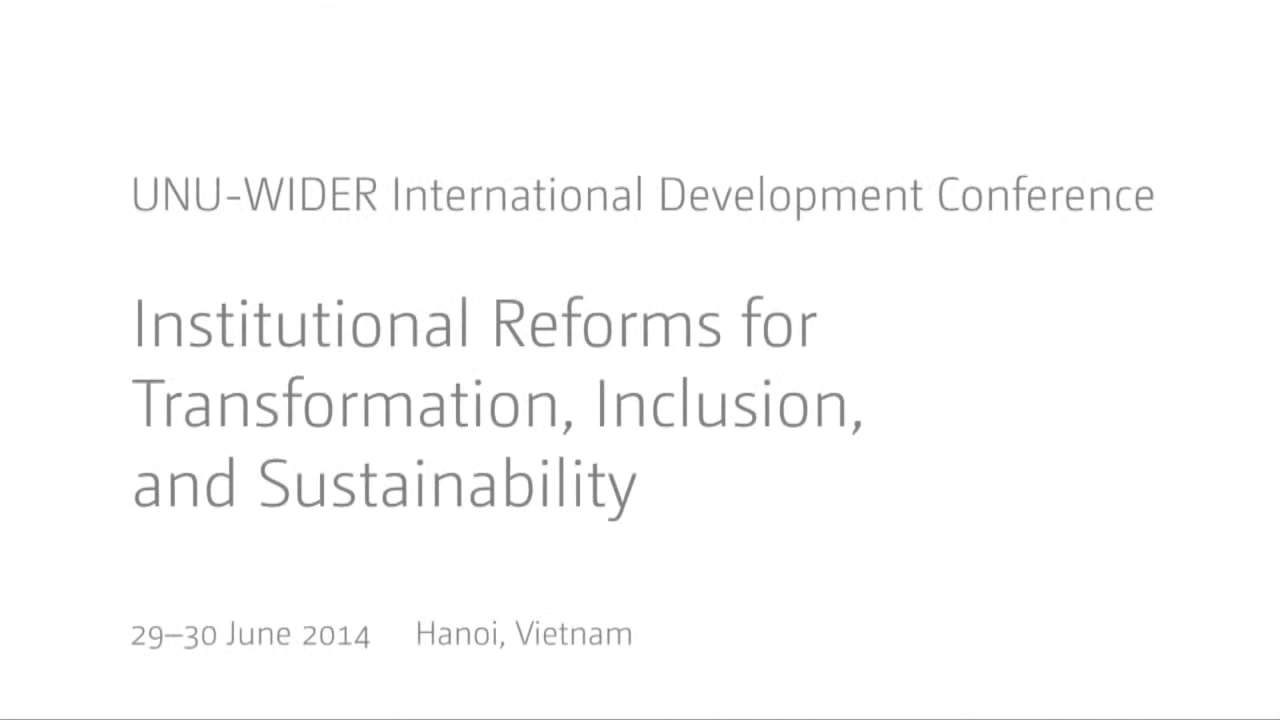 UNU-WIDER International Development Conference
Institutional Reforms for
Transformation, Inclusion,
and Sustainability
29–30 June 2014 Hanoi, Vietnam